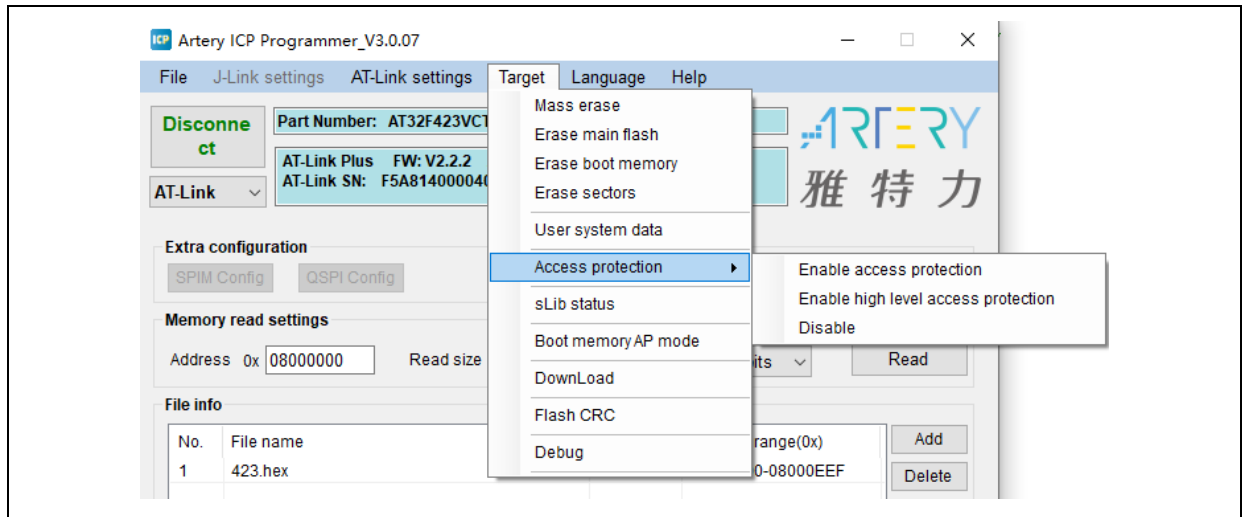 ICP Artery ICP Programmer_V3.0.07
File J-Link settings AT-Link settings Target Language Help
Disconne
ct
Part Number: AT32F423VCT
AT-Link Plus FW: V2.2.2
AT-Link SN: F5A81400004
AT-Link
ARTERY
雅特力
Mass erase
Erase main flash
Erase boot memory
Erase sectors
User system data
Access protection
sLib status
Boot memory AP mode
DownLoad
Flash CRC
Debug
Enable access protection
Enable high level access protection
Disable
Extra configuration
SPIM Config QSPI Config
Memory read settings
Address 0x 08000000 Read size
Read
File info
No. File name range(0x)
1 423.hex 0-08000EEF
Add
Delete